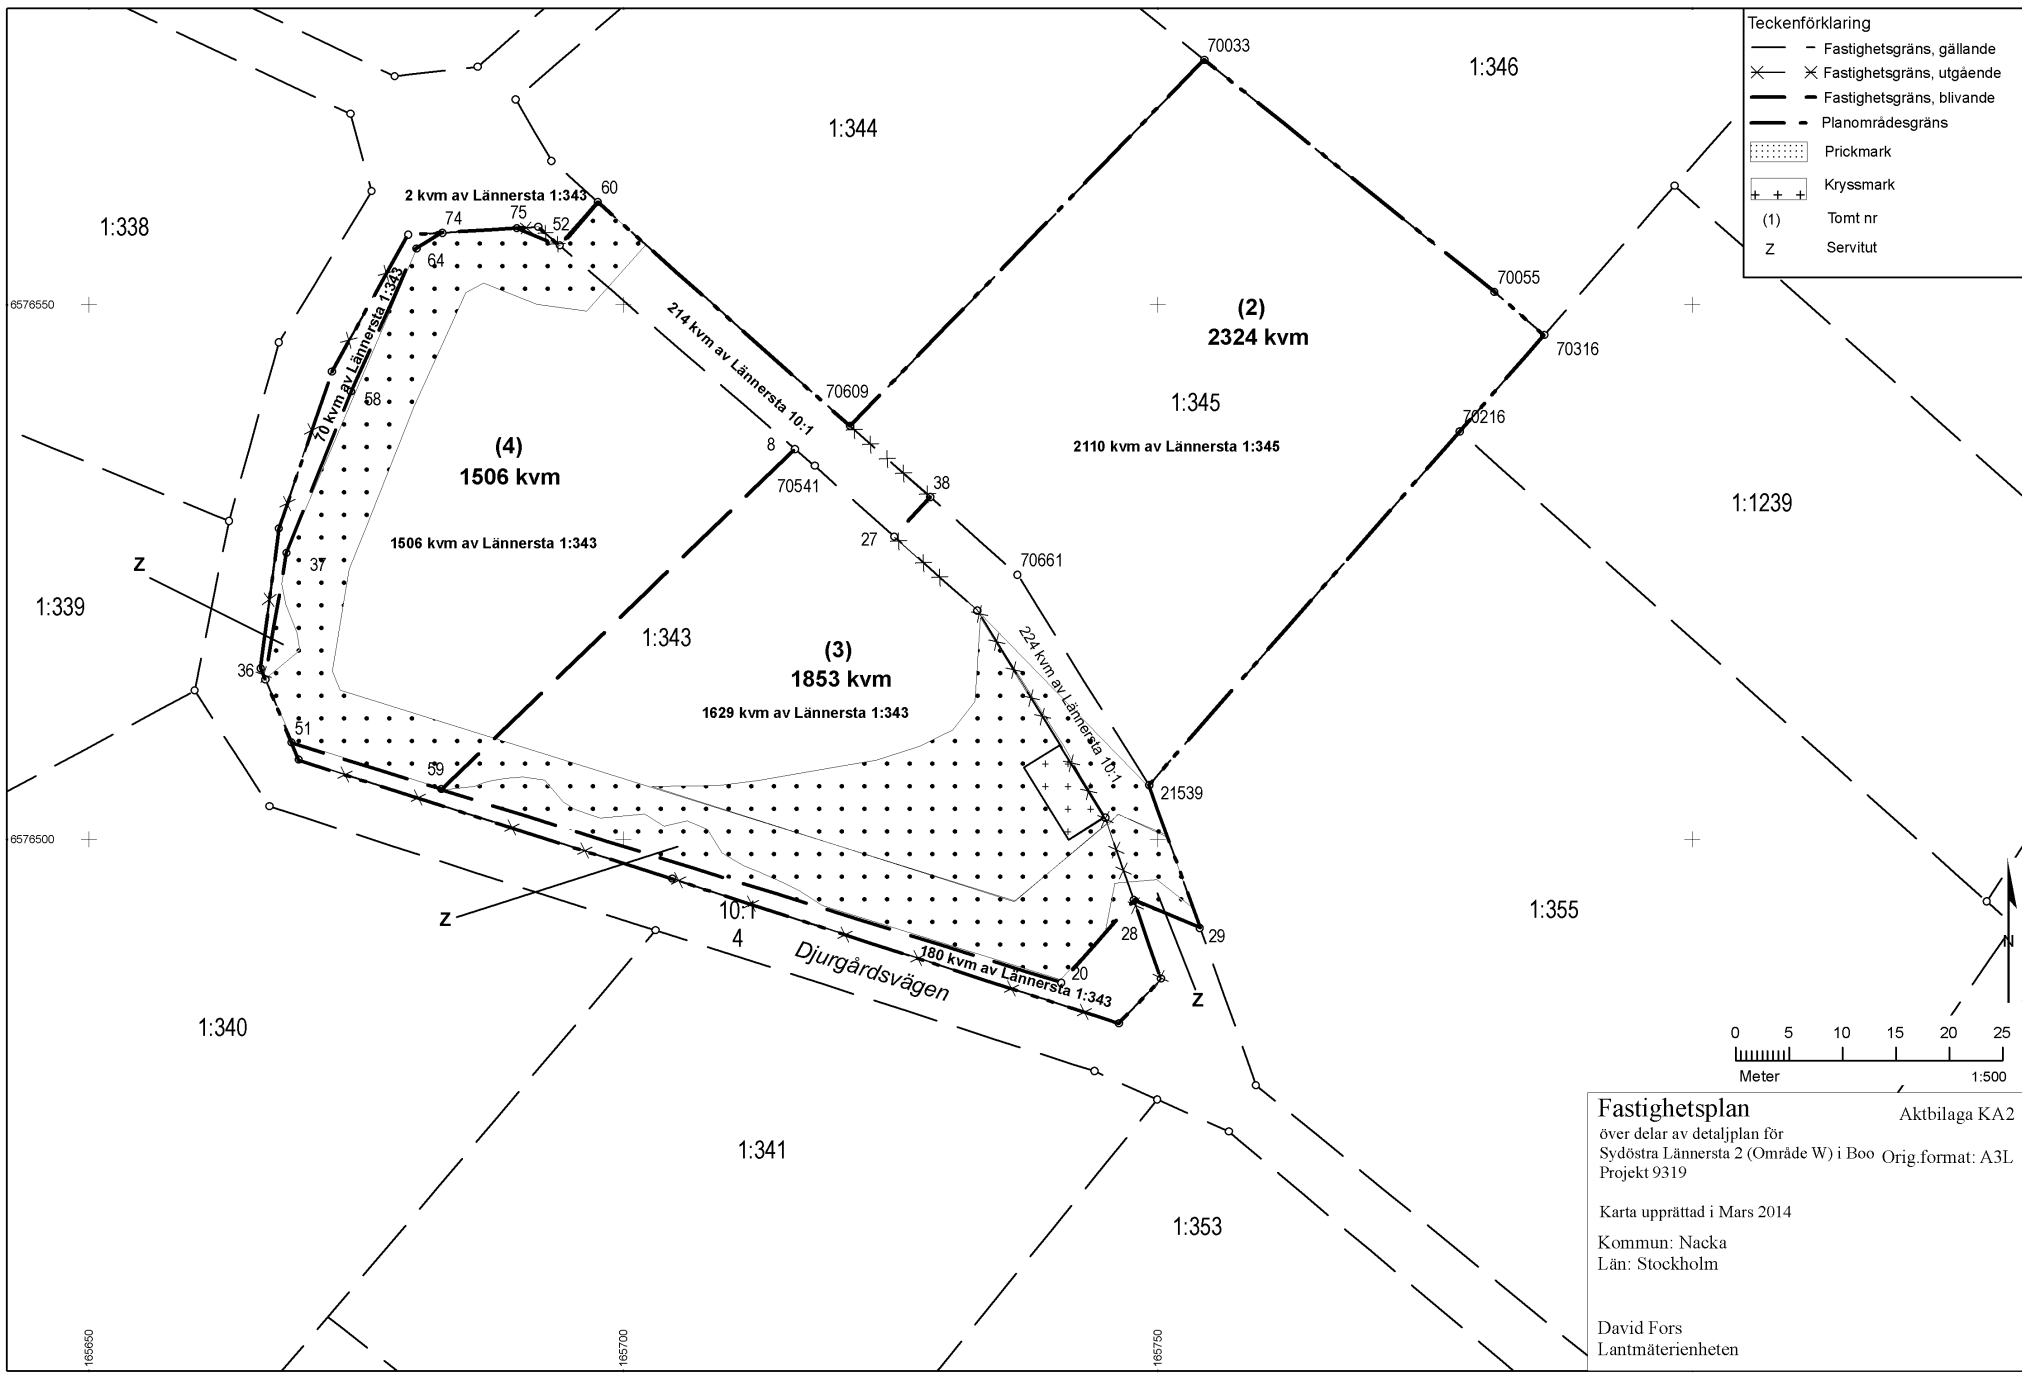 Teckenförklaring
Fastighetsgräns, gällande
Fastighetsgräns, utgående
Fastighetsgräns, blivande
Planområdesgräns
Prickmark
Kryssmark
(1) Tomt nr
Z Servitut
70033
1:346
1:344
2 kvm av Lännersta 1:343
60
74
75
52
64
1:338
70 kvm av Lännersta 1:343
58
6576550
214 kvm av Lännersta 10:1
(2)
2324 kvm
70055
70316
70609
1:345
70216
2110 kvm av Lännersta 1:345
(4)
1506 kvm
8
70541
38
1:1239
1506 kvm av Lännersta 1:343
27
37
70661
Z
1:339
1:343
(3)
1853 kvm
1629 kvm av Lännersta 1:343
224 kvm av Lännersta 10:1
36
51
59
21539
6576500
Z
10:1
4
Djurgårdsvägen
180 kvm av Lännersta 1:343
20
28
29
Z
1:355
N
1:340
1:341
1:353
0 5 10 15 20 25
Meter 1:500
Fastighetsplan
Aktbilaga KA2
över delar av detaljplan för
Sydöstra Lännersta 2 (Område W) i Boo
Orig.format: A3L
Projekt 9319
Karta upprättad i Mars 2014
Kommun: Nacka
Län: Stockholm
David Fors
Lantmäterienheten
165650
165700
165750